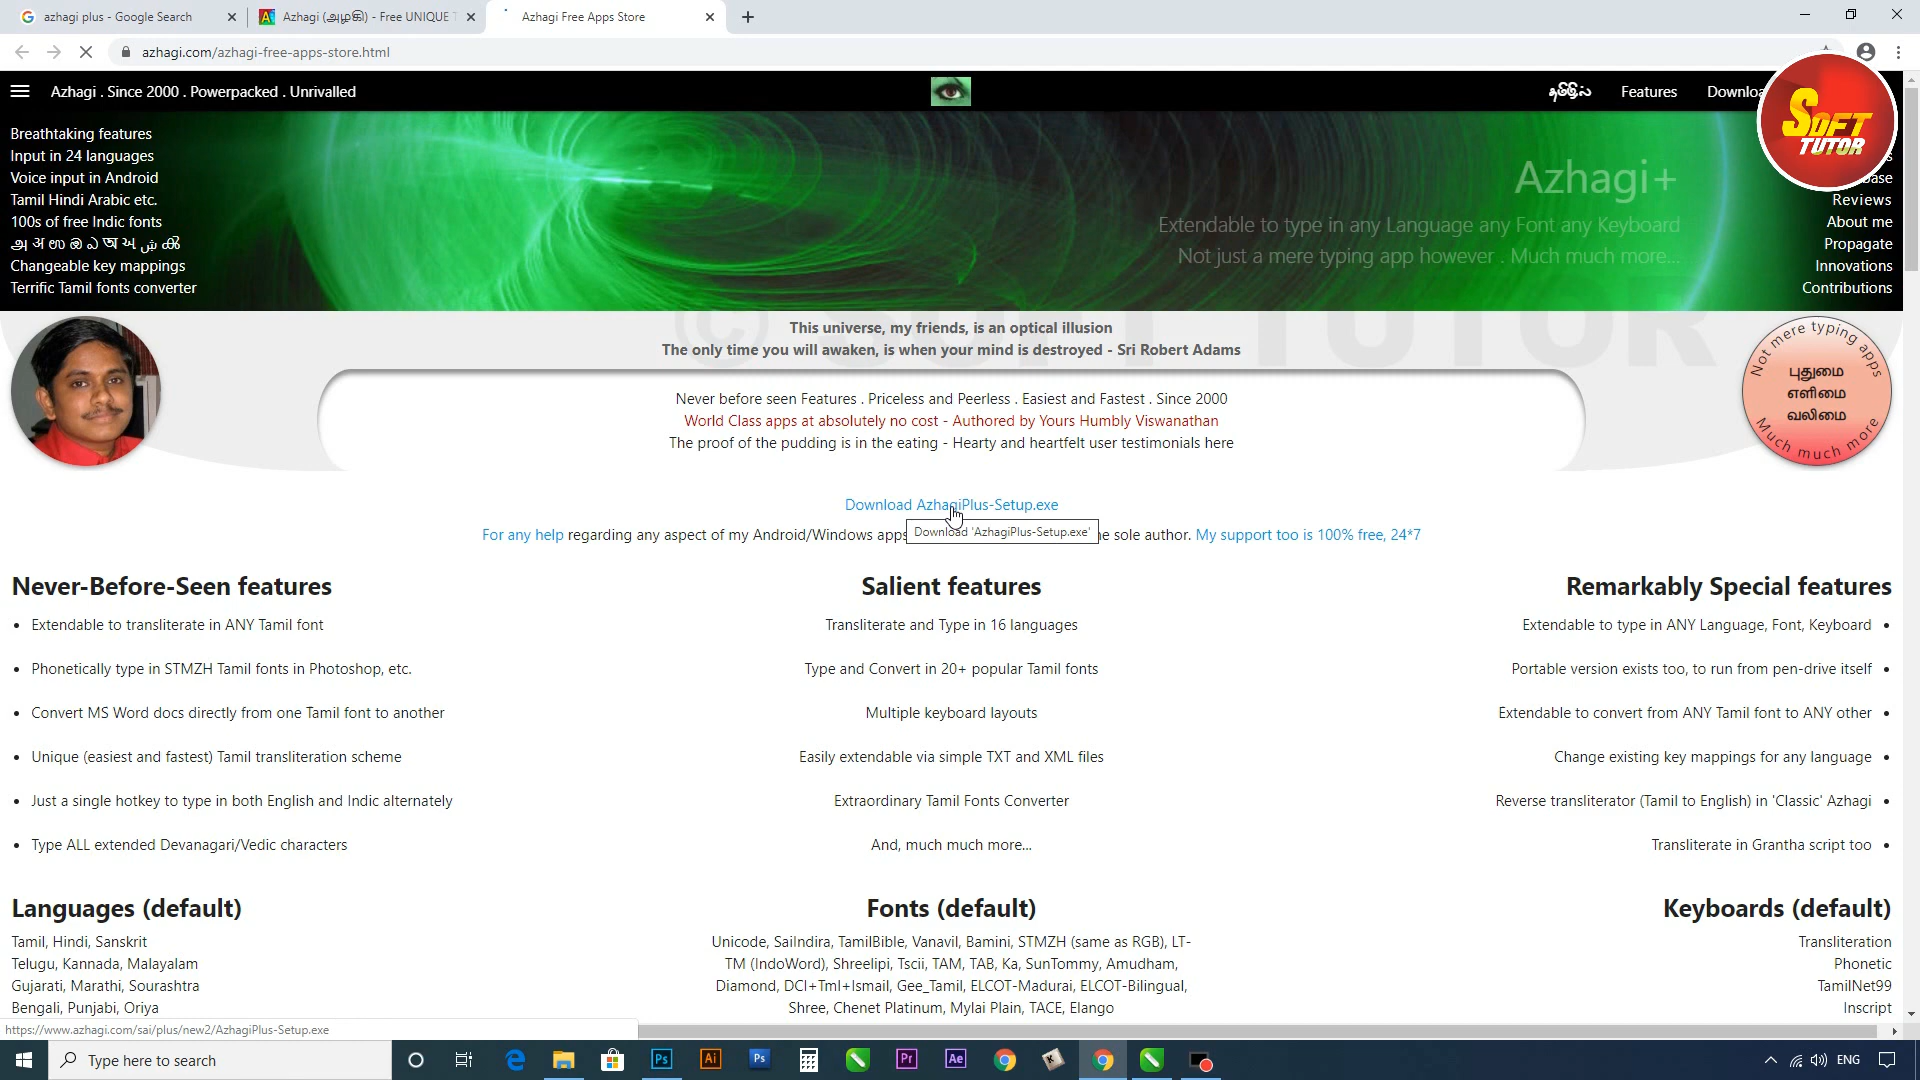 azhagi plus - Google Search
Azhagi (அழகி) - Free UNIQUE T
Azhagi Free Apps Store
azhagi.com/azhagi-free-apps-store.html
Azhagi . Since 2000 . Powerpacked . Unrivalled
தமிழில்
Features
Downloa
SOFT
TUTOR
Breathtaking features
Input in 24 languages
Voice input in Android
Tamil Hindi Arabic etc.
100s of free Indic fonts
Changeable key mappings
Terrific Tamil fonts converter
Azhagi+
Extendable to type in any Language any Font any Keyboard
Not just a mere typing app however . Much much more...
Reviews
About me
Propagate
Innovations
Contributions
© SOFT TUTOR
This universe, my friends, is an optical illusion
The only time you will awaken, is when your mind is destroyed - Sri Robert Adams
Never before seen Features . Priceless and Peerless . Easiest and Fastest . Since 2000
World Class apps at absolutely no cost - Authored by Yours Humbly Viswanathan
The proof of the pudding is in the eating - Hearty and heartfelt user testimonials here
Not mere typing apps
புதுமை
எளிமை
வலிமை
Much much more
Download AzhagiPlus-Setup.exe
Download 'AzhagiPlus-Setup.exe'
For any help regarding any aspect of my Android/Windows apps he sole author. My support too is 100% free, 24*7
Never-Before-Seen features
Extendable to transliterate in ANY Tamil font
Phonetically type in STMZH Tamil fonts in Photoshop, etc.
Convert MS Word docs directly from one Tamil font to another
Unique (easiest and fastest) Tamil transliteration scheme
Just a single hotkey to type in both English and Indic alternately
Type ALL extended Devanagari/Vedic characters
Salient features
Transliterate and Type in 16 languages
Type and Convert in 20+ popular Tamil fonts
Multiple keyboard layouts
Easily extendable via simple TXT and XML files
Extraordinary Tamil Fonts Converter
And, much much more...
Remarkably Special features
Extendable to type in ANY Language, Font, Keyboard
Portable version exists too, to run from pen-drive itself
Extendable to convert from ANY Tamil font to ANY other
Change existing key mappings for any language
Reverse transliterator (Tamil to English) in 'Classic' Azhagi
Transliterate in Grantha script too
Languages (default)
Tamil, Hindi, Sanskrit
Telugu, Kannada, Malayalam
Gujarati, Marathi, Sourashtra
Bengali, Punjabi, Oriya
Fonts (default)
Unicode, SaiIndira, TamilBible, Vanavil, Bamini, STMZH (same as RGB), LT-
TM (IndoWord), Shreelipi, Tscii, TAM, TAB, Ka, SunTommy, Amudham,
Diamond, DCI+Tml+Ismail, Gee_Tamil, ELCOT-Madurai, ELCOT-Bilingual,
Shree, Chenet Platinum, Mylai Plain, TACE, Elango
Keyboards (default)
Transliteration
Phonetic
TamilNet99
Inscript
https://www.azhagi.com/sai/plus/new2/AzhagiPlus-Setup.exe
Type here to search
Ps
Ai
Ps
Pr
Ae
ENG